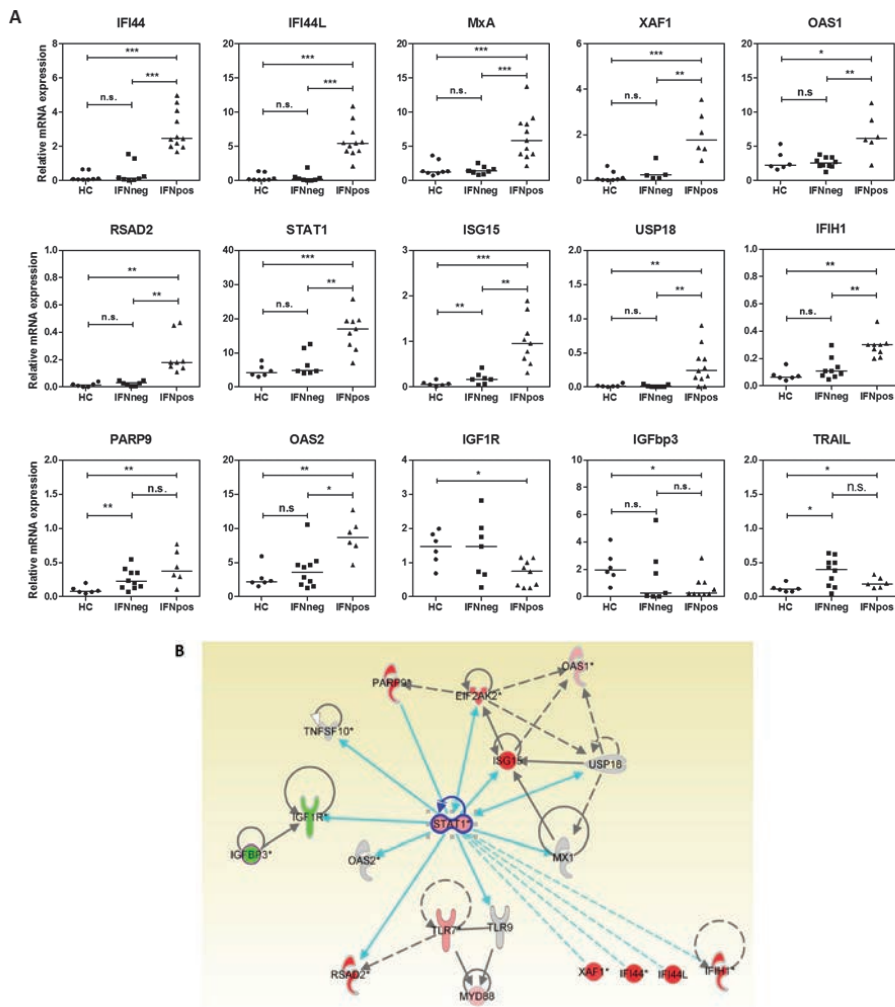 A
IFI44 IFI44L MxA XAF1 OAS1
Relative mRNA expression
8
6
4
2
0
***
***
n.s.
HC IFNneg IFNpos
20
15
10
5
0
***
***
n.s.
HC IFNneg IFNpos
20
15
10
5
0
***
***
n.s.
HC IFNneg IFNpos
6
4
2
0
***
**
n.s.
HC IFNneg IFNpos
20
15
10
5
0
*
**
n.s
HC IFNneg IFNpos
RSAD2 STAT1 ISG15 USP18 IFIH1
Relative mRNA expression
1.0
0.8
0.6
0.4
0.2
0.0
**
**
n.s.
HC IFNneg IFNpos
40
30
20
10
0
***
**
n.s.
HC IFNneg IFNpos
3
2
1
0
***
**
**
HC IFNneg IFNpos
2.0
1.5
1.0
0.5
0.0
**
**
n.s.
HC IFNneg IFNpos
1.0
0.8
0.6
0.4
0.2
0.0
**
**
n.s.
HC IFNneg IFNpos
PARP9 OAS2 IGF1R IGFbp3 TRAIL
Relative mRNA expression
2.0
1.5
1.0
0.5
0.0
**
n.s.
**
HC IFNneg IFNpos
20
15
10
5
0
**
*
n.s
HC IFNneg IFNpos
4
3
2
1
0
*
HC IFNneg IFNpos
10
8
6
4
2
0
*
n.s.
n.s.
HC IFNneg IFNpos
2.0
1.5
1.0
0.5
0.0
*
n.s.
*
HC IFNneg IFNpos
B
OAS1*
PARP9*
EIF2AK2*
TNFSF10*
ISG15
USP18
IGF1R*
STAT1*
IGFBP3*
OAS2*
MX1
TLR7*
TLR9
RSAD2*
XAF1*
IFI44*
IFI44L
IFIH1*
MYD88